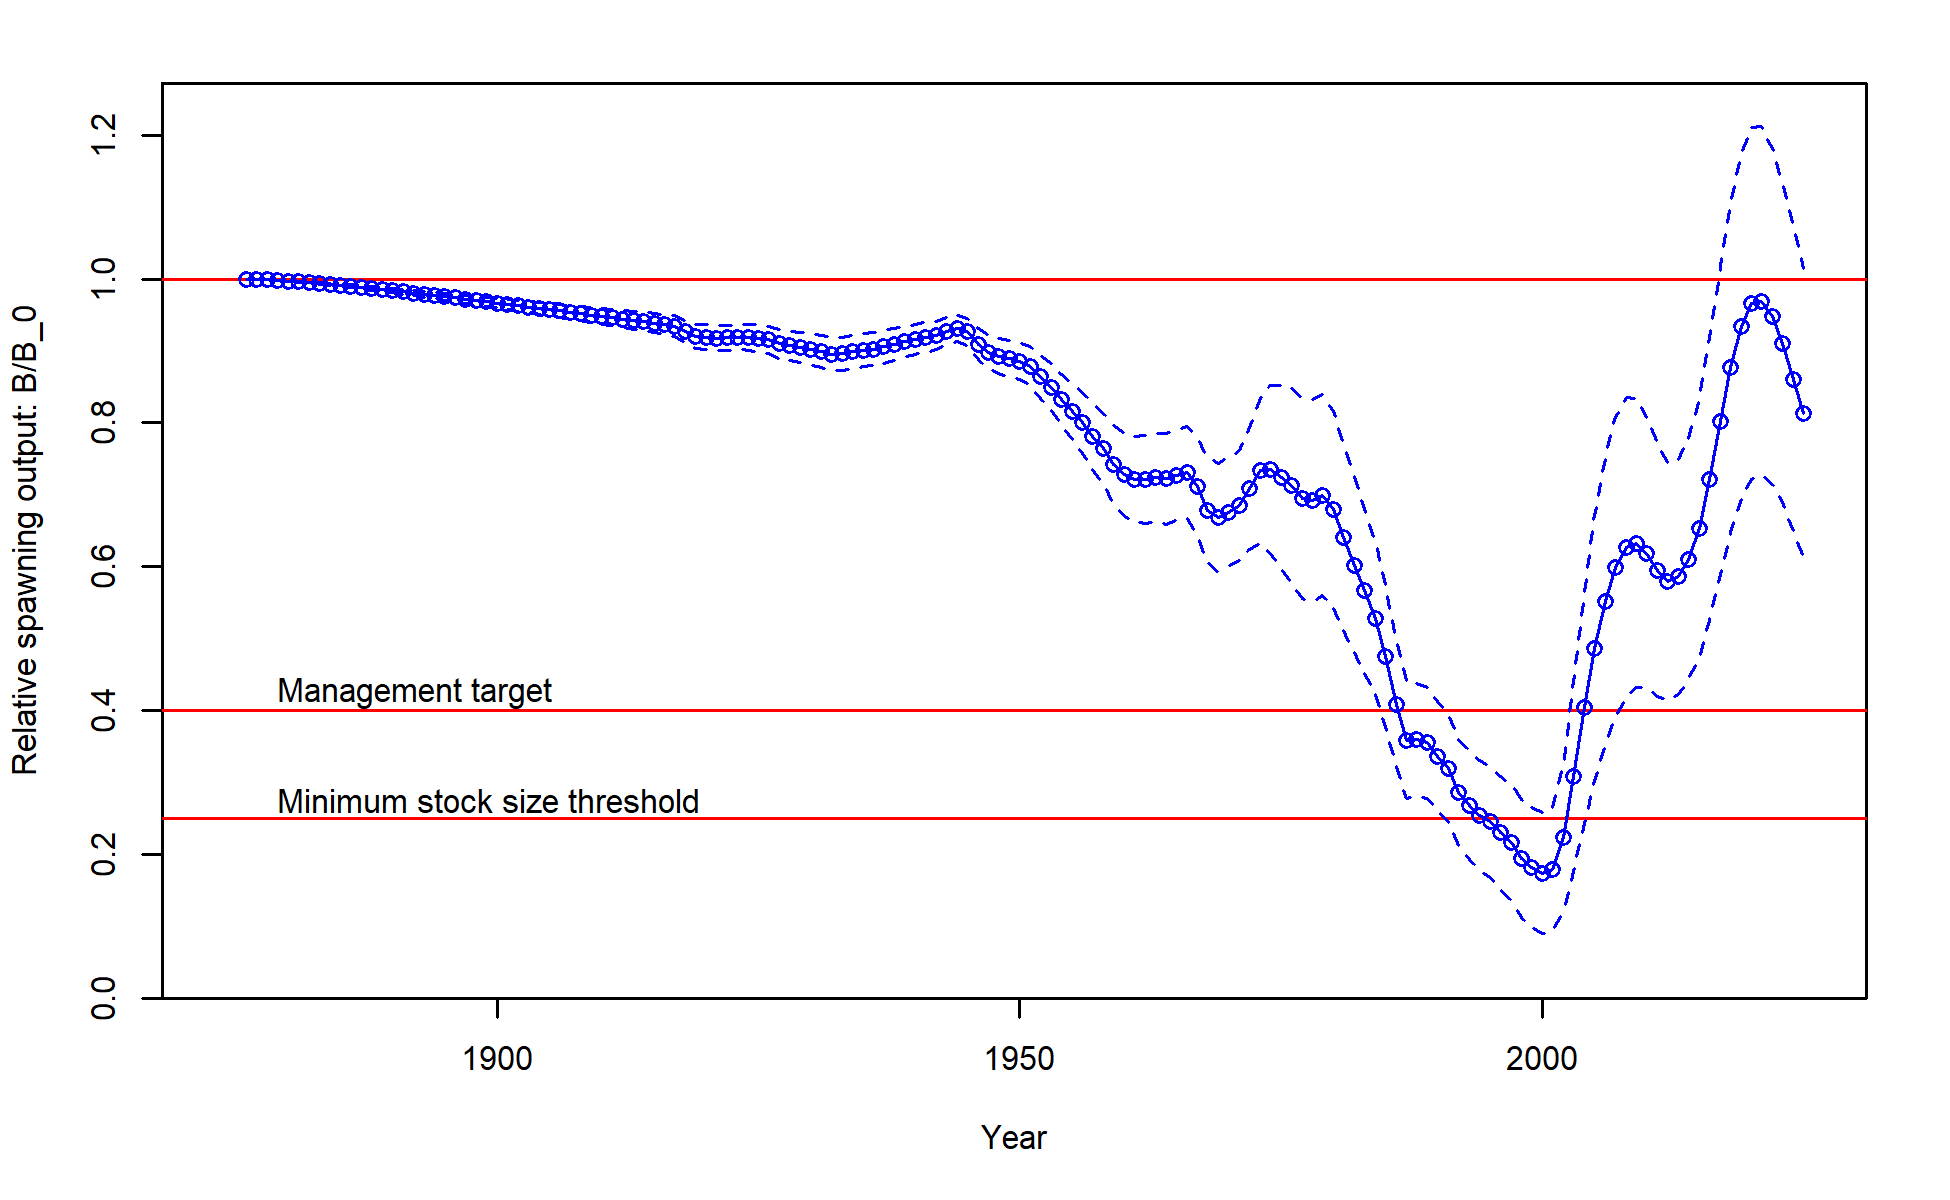 Relative spawning output: B/B_0
1.2
1.0
0.8
0.6
0.4
0.2
0.0
Management target
Minimum stock size threshold
1900 1950 2000
Year